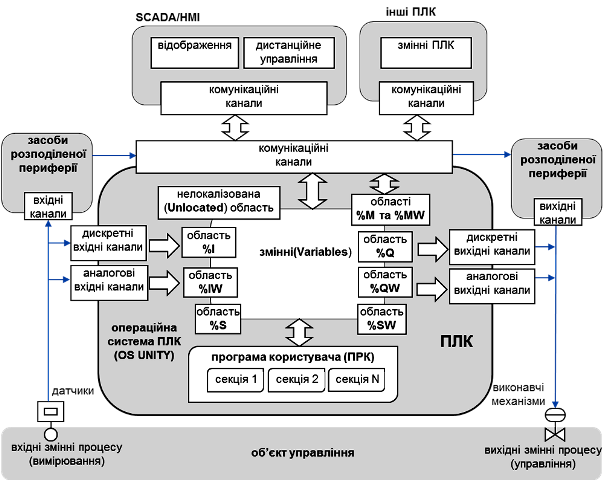 SCADA/HMI
інші ПЛК
відображення
дистанційне
управління
змінні ПЛК
комунікаційні
канали
комунікаційні
канали
засоби
розподіленої
периферії
комунікаційні
канали
засоби
розподіленої
периферії
вхідні
канали
нелокалізована
(Unlocated) область
області
%M та %MW
вихідні
канали
дискретні
вхідні канали
область
%I
змінні(Variables)
область
%Q
дискретні
вихідні канали
аналогові
вхідні канали
область
%IW
область
%QW
аналогові
вихідні канали
область
%S
область
%SW
операційна
система ПЛК
(OS UNITY)
ПЛК
програма користувача (ПРК)
секція 1
секція 2
секція N
датчики
виконавчі
механізми
вхідні змінні процесу
(вимірювання)
об'єкт управління
вихідні змінні процесу
(управління)